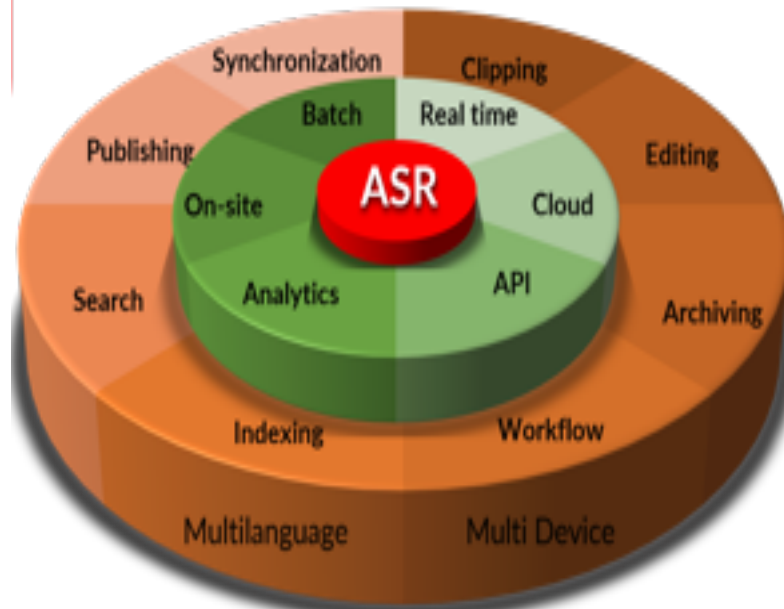 Synchronization
Clipping
Batch
Real time
Publishing
Editing
ASR
On-site
Cloud
Analytics
API
Search
Archiving
Indexing
Workflow
Multilanguage
Multi Device